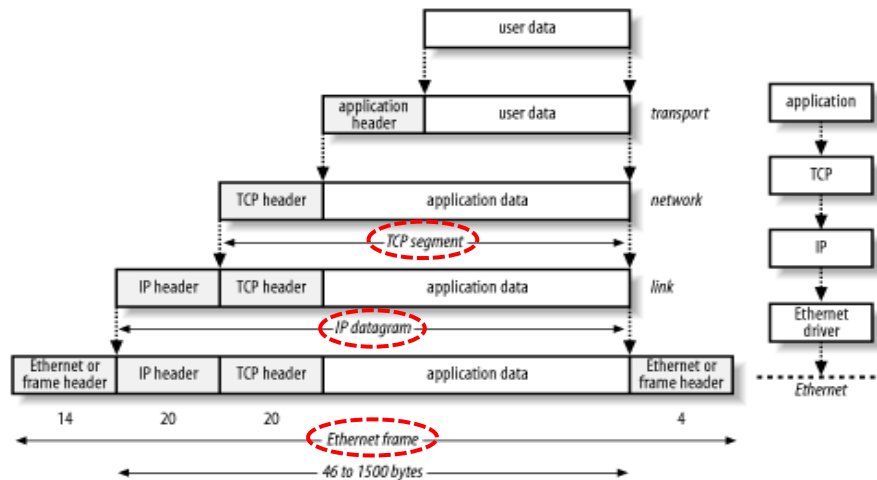 user data
application
header
user data
transport
application
TCP header
application data
network
TCP
TCP segment
IP header
TCP header
application data
link
IP
IP datagram
Ethernet
driver
Ethernet or
frame header
IP header
TCP header
application data
Ethernet or
frame header
Ethernet
14
20
20
4
Ethernet frame
46 to 1500 bytes